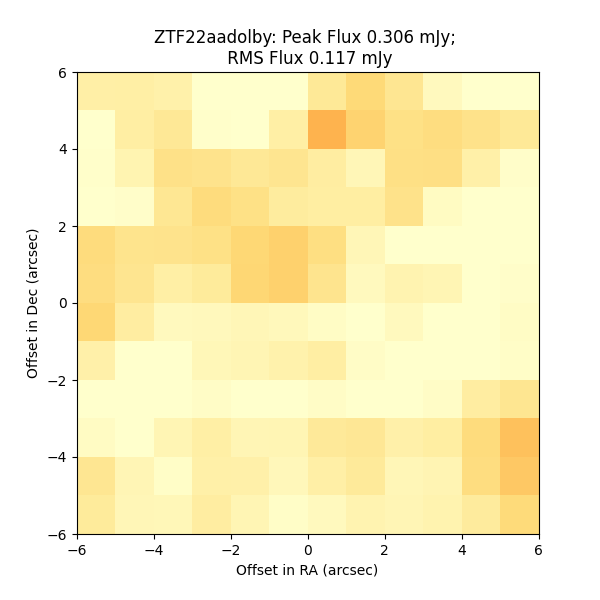 ZTF22aadolby: Peak Flux 0.306 mJy;
RMS Flux 0.117 mJy
6
4
2
0
−2
−4
−6
Offset in Dec (arcsec)
−6 −4 −2 0 2 4 6
Offset in RA (arcsec)